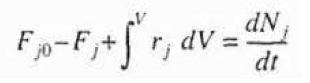 F_{j0} – F_j + ∫^V r_j dV = dN_j / dt